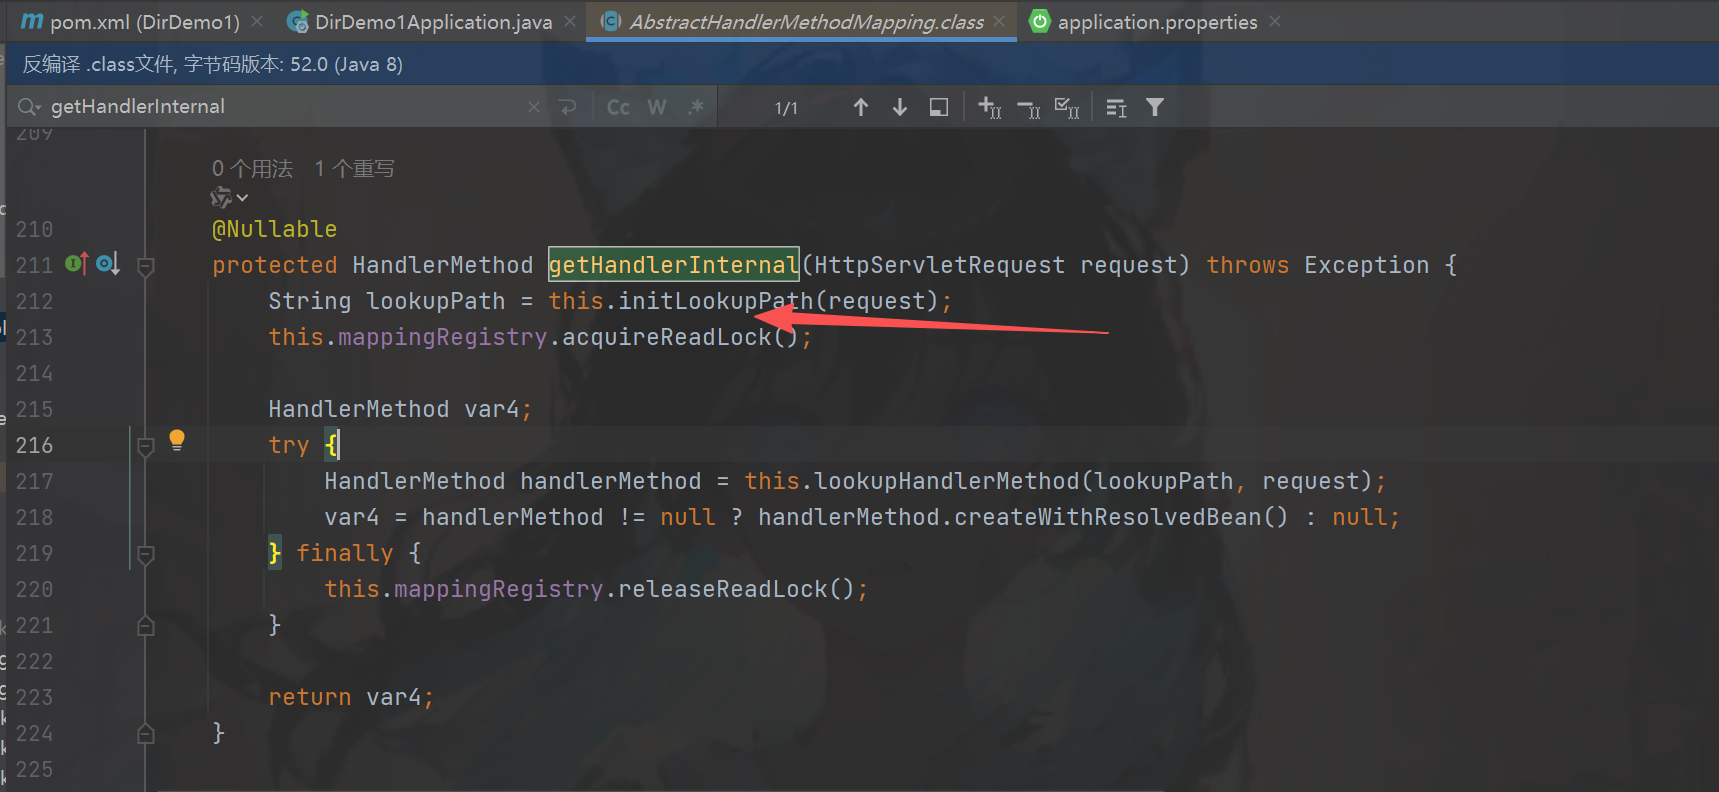 pom.xml (DirDemo1) DirDemo1Application.java AbstractHandlerMethodMapping.class application.properties
反编译 .class文件, 字节码版本: 52.0 (Java 8)
getHandlerInternal Cc W .* 1/1
209
0 个用法 1 个重写
210 @Nullable
211 protected HandlerMethod getHandlerInternal(HttpServletRequest request) throws Exception {
212 String lookupPath = this.initLookupPath(request);
213 this.mappingRegistry.acquireReadLock();
214
215 HandlerMethod var4;
216 try {
217 HandlerMethod handlerMethod = this.lookupHandlerMethod(lookupPath, request);
218 var4 = handlerMethod != null ? handlerMethod.createWithResolvedBean() : null;
219 } finally {
220 this.mappingRegistry.releaseReadLock();
221 }
222
223 return var4;
224 }
225